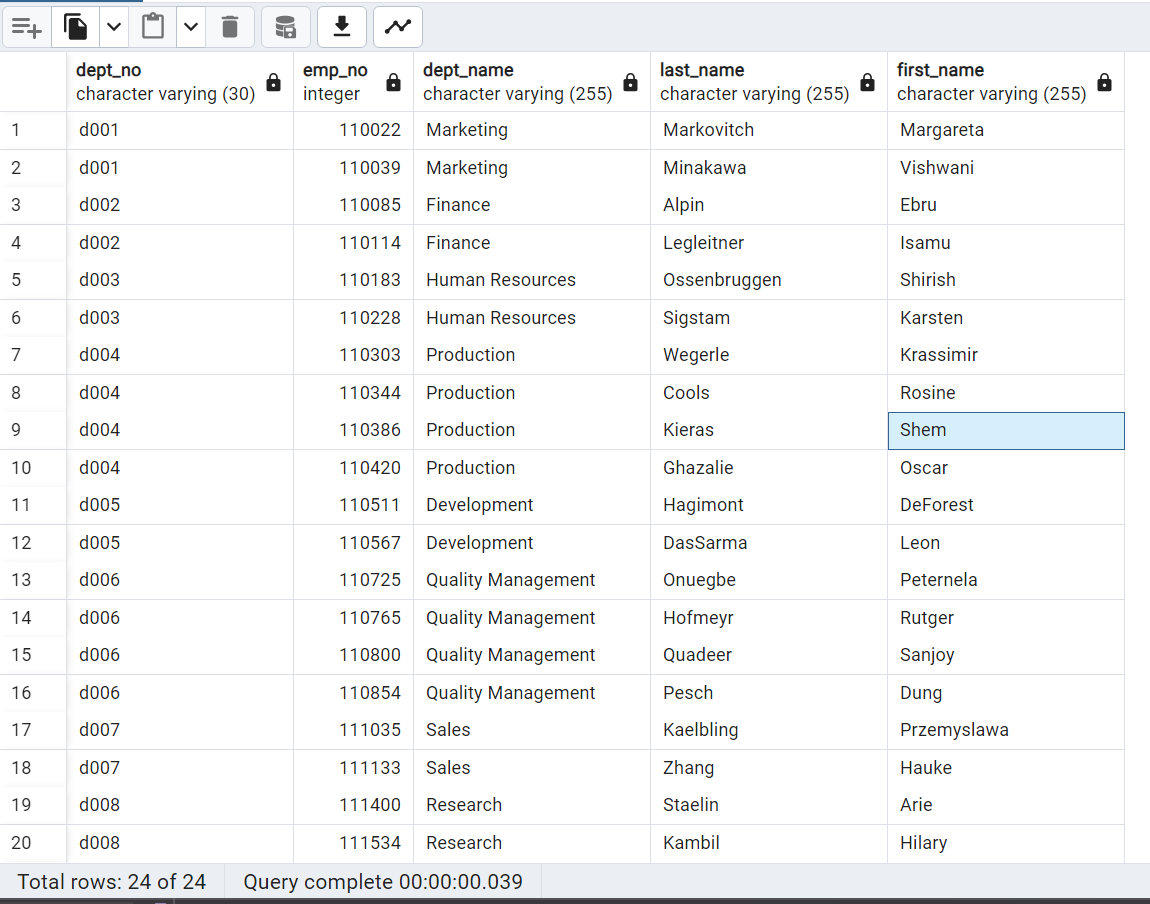 dept_no emp_no dept_name last_name first_name
character varying (30) integer character varying (255) character varying (255) character varying (255)
1 d001 110022 Marketing Markovitch Margareta
2 d001 110039 Marketing Minakawa Vishwani
3 d002 110085 Finance Alpin Ebru
4 d002 110114 Finance Legleitner Isamu
5 d003 110183 Human Resources Ossenbruggen Shirish
6 d003 110228 Human Resources Sigstam Karsten
7 d004 110303 Production Wegerle Krassimir
8 d004 110344 Production Cools Rosine
9 d004 110386 Production Kieras Shem
10 d004 110420 Production Ghazalie Oscar
11 d005 110511 Development Hagimont DeForest
12 d005 110567 Development DasSarma Leon
13 d006 110725 Quality Management Onuegbe Peternela
14 d006 110765 Quality Management Hofmeyr Rutger
15 d006 110800 Quality Management Quadeer Sanjoy
16 d006 110854 Quality Management Pesch Dung
17 d007 111035 Sales Kaelbling Przemyslawa
18 d007 111133 Sales Zhang Hauke
19 d008 111400 Research Staelin Arie
20 d008 111534 Research Kambil Hilary
Total rows: 24 of 24 Query complete 00:00:00.039